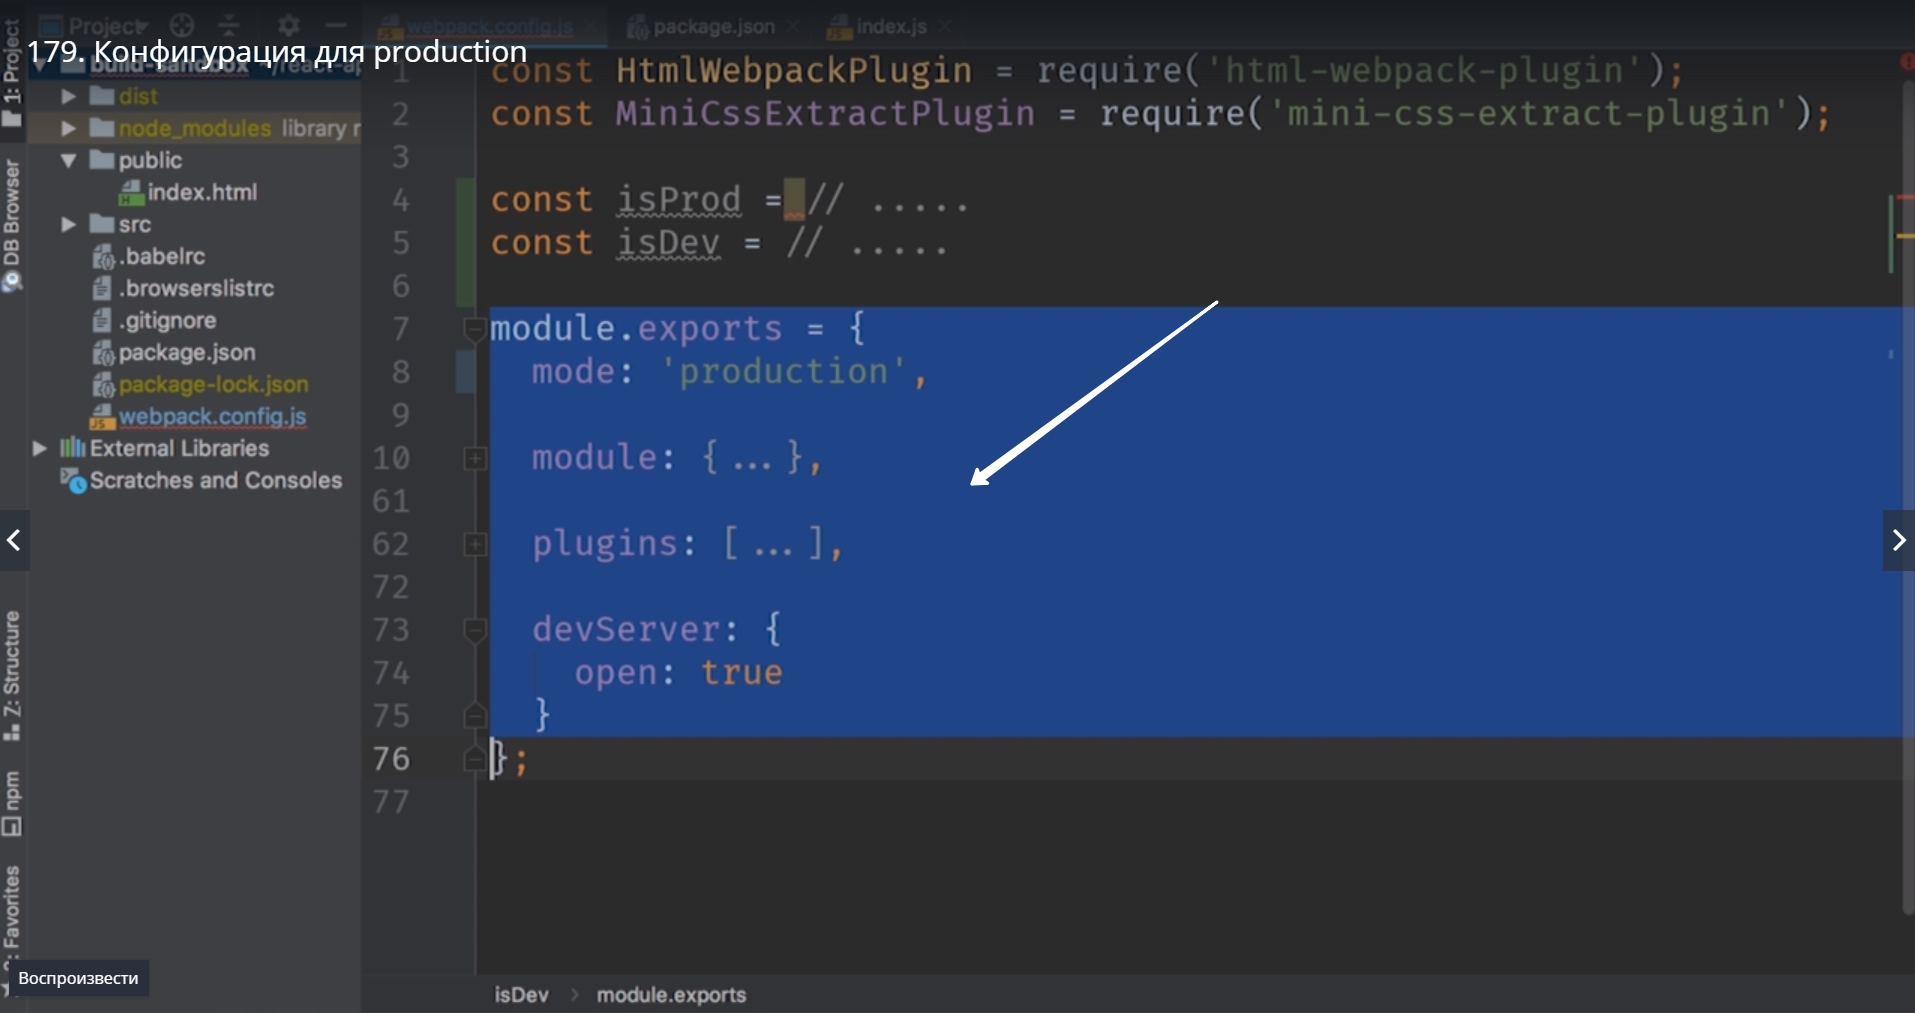 Project
webpack.config.js
package.json
index.js
179. Конфигурация для production
1: Project
build-sandbox ~/react-ap
dist
node_modules library r
public
index.html
src
.babelrc
.browserslistrc
.gitignore
package.json
package-lock.json
webpack.config.js
External Libraries
Scratches and Consoles
DB Browser
Z: Structure
npm
Favorites
Воспроизвести
1 const HtmlWebpackPlugin = require('html-webpack-plugin');
2 const MiniCssExtractPlugin = require('mini-css-extract-plugin');
3
4 const isProd = // .....
5 const isDev = // .....
6
7 module.exports = {
8 mode: 'production',
9
10 module: {...},
61
62 plugins: [...],
72
73 devServer: {
74 open: true
75 }
76 };
77
isDev > module.exports